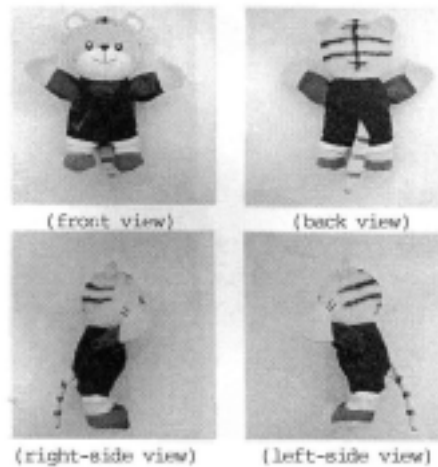 (front view)
(back view)
(right-side view)
(left-side view)